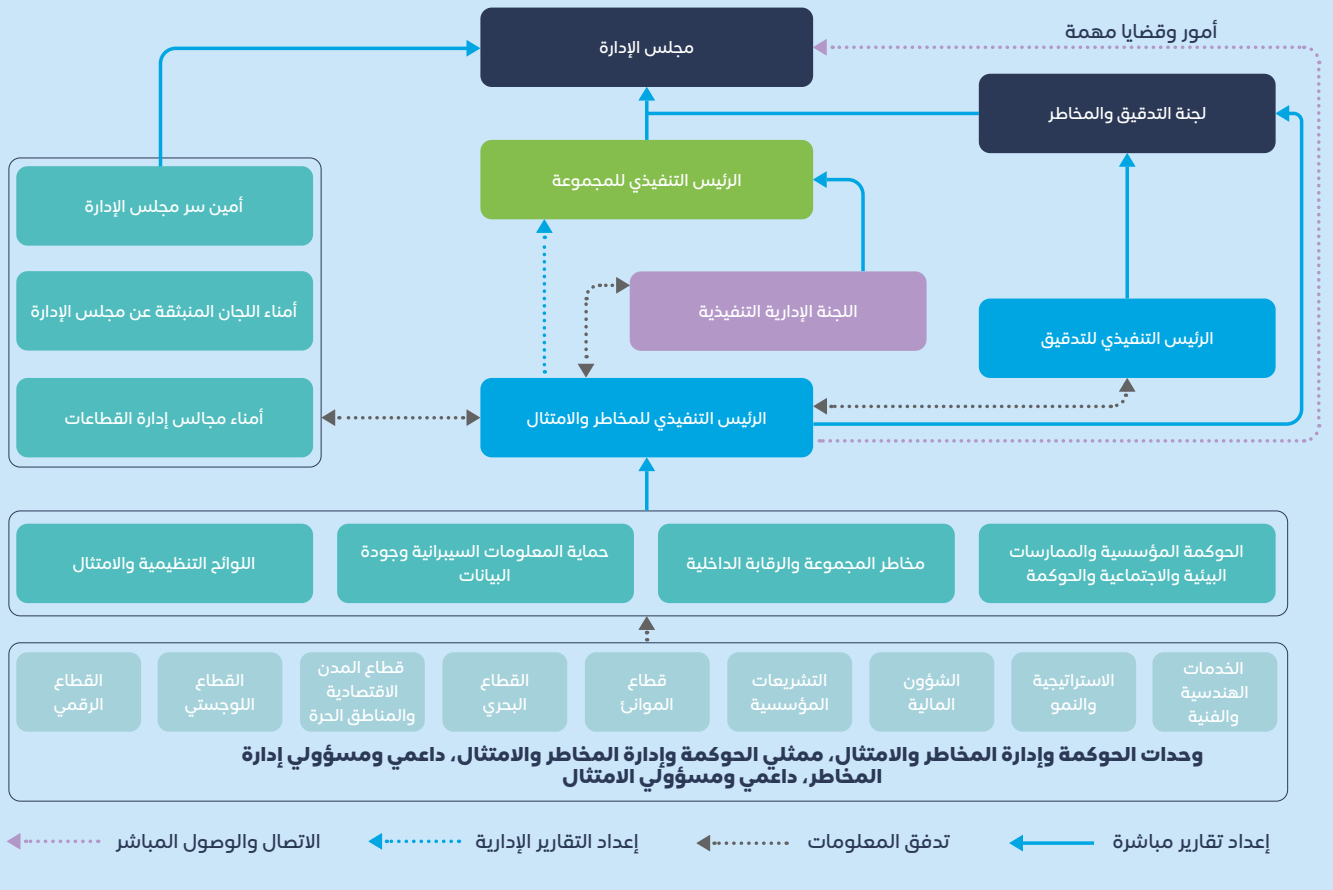 أمور وقضايا مهمة
مجلس الإدارة
لجنة التدقيق والمخاطر
الرئيس التنفيذي للمجموعة
أمين سر مجلس الإدارة
اللجنة الإدارية التنفيذية
أمناء اللجان المنبثقة عن مجلس الإدارة
الرئيس التنفيذي للتدقيق
الرئيس التنفيذي للمخاطر والامتثال
أمناء مجالس إدارة القطاعات
الحوكمة المؤسسية والممارسات
البيئية والاجتماعية والحوكمة
مخاطر المجموعة والرقابة الداخلية
حماية المعلومات السيبرانية وجودة
البيانات
اللوائح التنظيمية والامتثال
الخدمات
الهندسية
والفنية
الاستراتيجية
والنمو
الشؤون
المالية
التشريعات
المؤسسية
قطاع
الموانئ
القطاع
البحري
قطاع المدن
الاقتصادية
والمناطق الحرة
القطاع
اللوجستي
القطاع
الرقمي
وحدات الحوكمة وإدارة المخاطر والامتثال، ممثلي الحوكمة وإدارة المخاطر والامتثال، داعمي ومسؤولي إدارة
المخاطر، داعمي ومسؤولي الامتثال
إعداد تقارير مباشرة
تدفق المعلومات
إعداد التقارير الإدارية
الاتصال والوصول المباشر